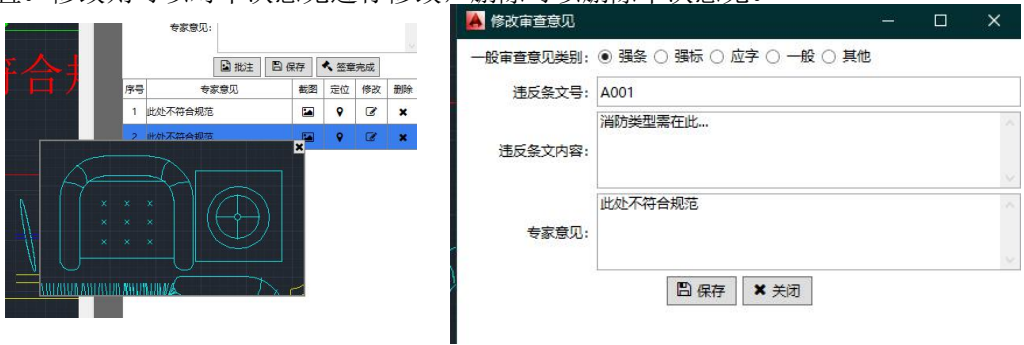 专家意见:
批注 保存 签章完成
符合
序号 专家意见 截图 定位 修改 删除
1 此处不符合规范
2 此处不符合规范
修改审查意见
一般审查意见类别: 强条 强标 应字 一般 其他
违反条文号: A001
违反条文内容: 消防类型需在此...
专家意见: 此处不符合规范
保存 关闭